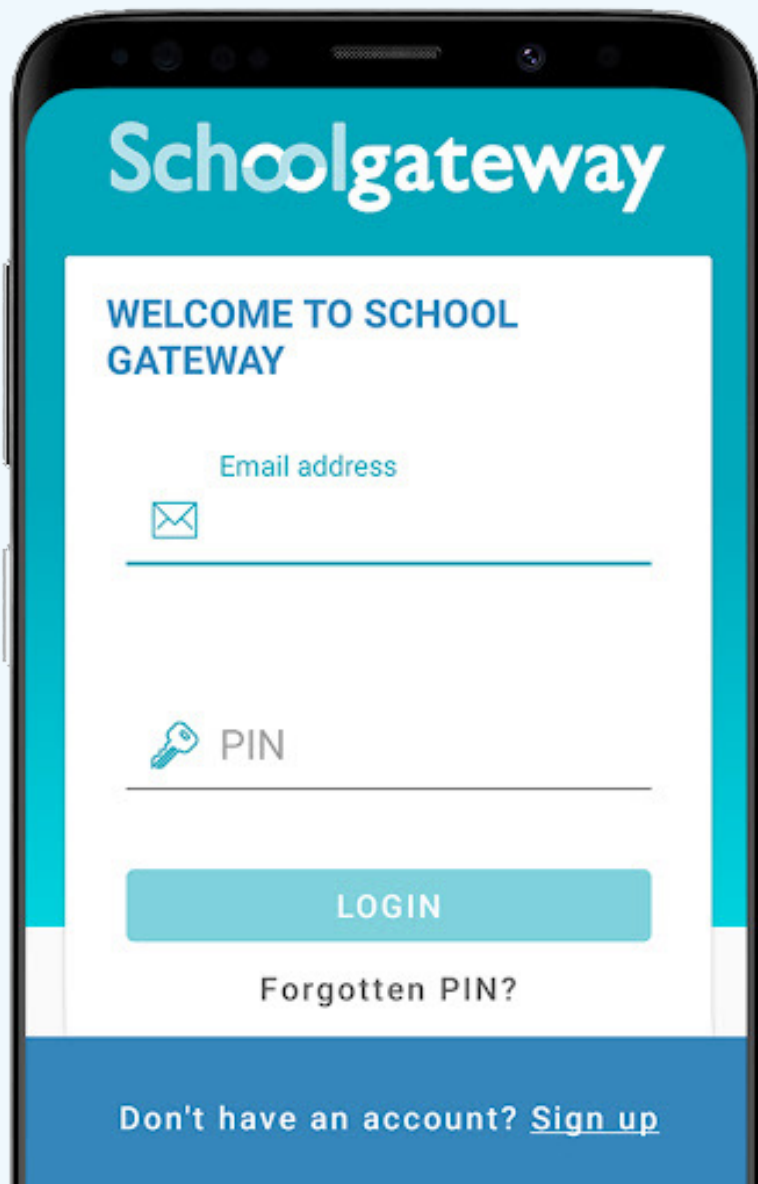 Schoolgateway
WELCOME TO SCHOOL
GATEWAY
Email address
PIN
LOGIN
Forgotten PIN?
Don't have an account? Sign up